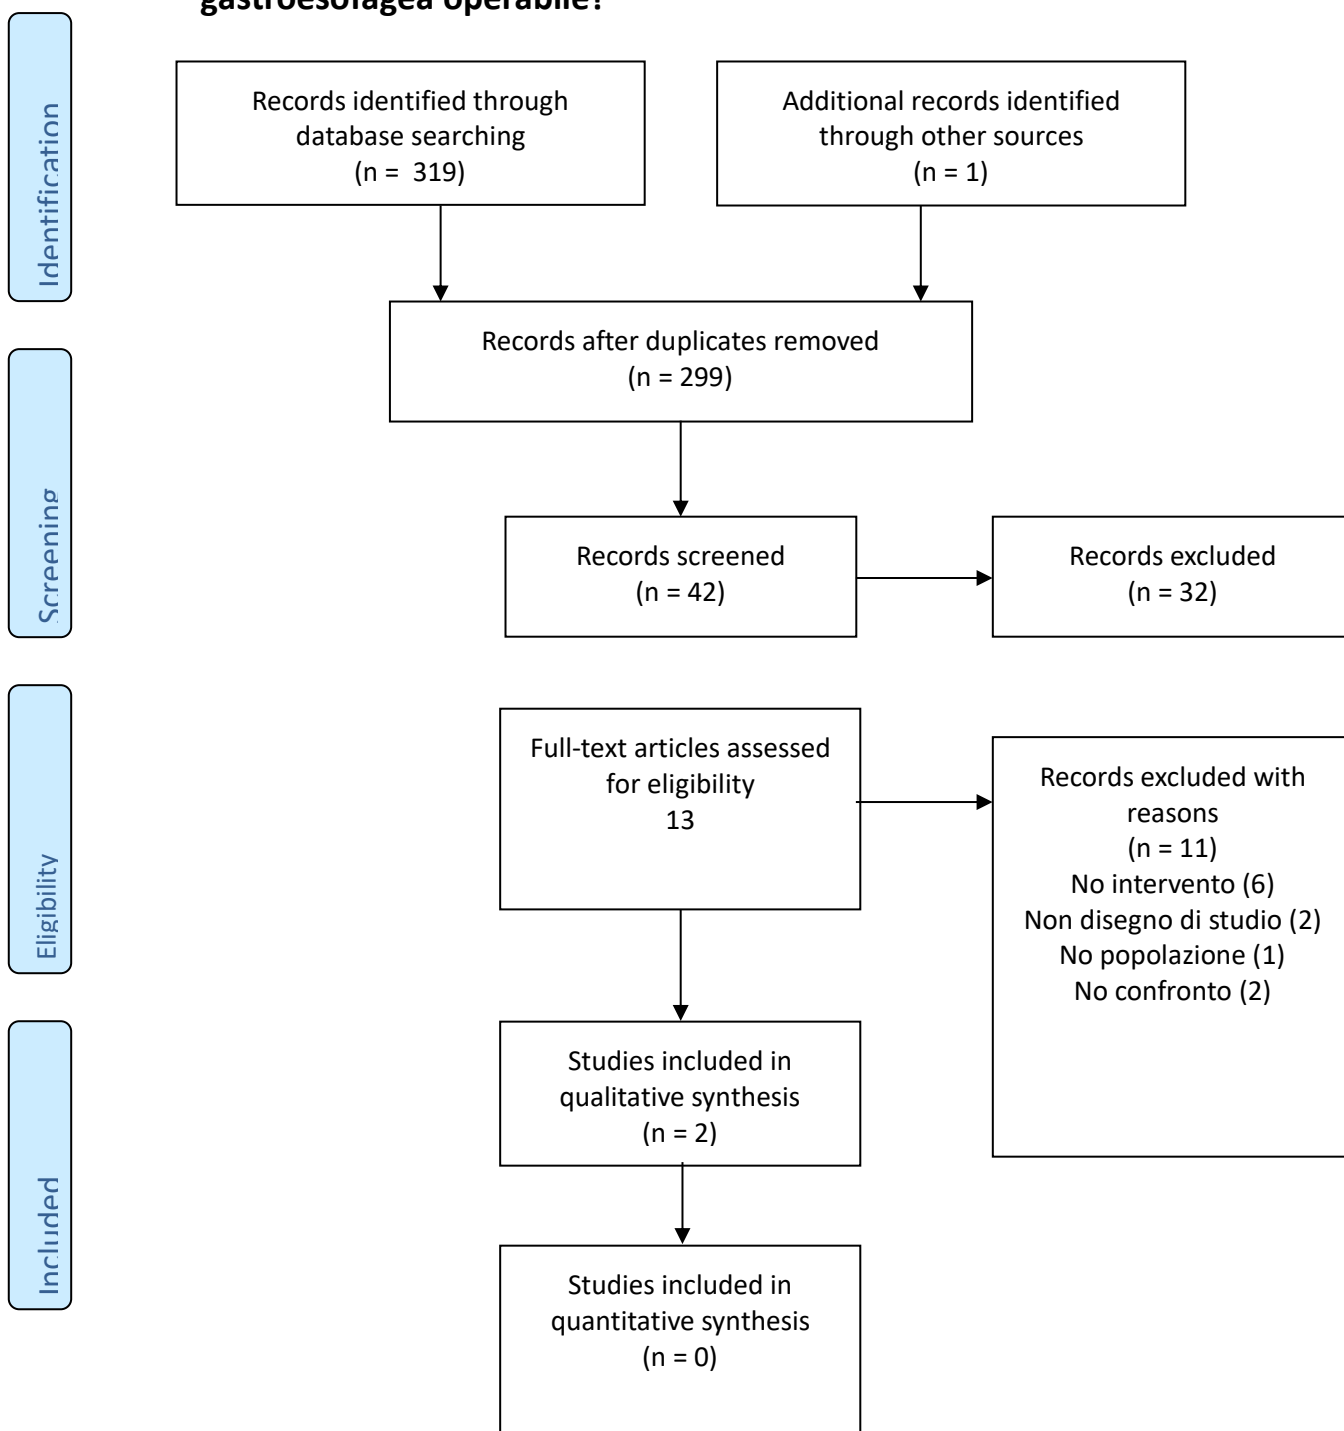 gastroesofagea operabile?
Identification
Records identified through
database searching
(n =  319)
Additional records identified
through other sources
(n = 1)
Records after duplicates removed
(n = 299)
Screening
Records screened
(n = 42)
Records excluded
(n = 32)
Eligibility
Full-text articles assessed
for eligibility
13
Records excluded with
reasons
(n = 11)
No intervento (6)
Non disegno di studio (2)
No popolazione (1)
No confronto (2)
Included
Studies included in
qualitative synthesis
(n = 2)
Studies included in
quantitative synthesis
(n = 0)